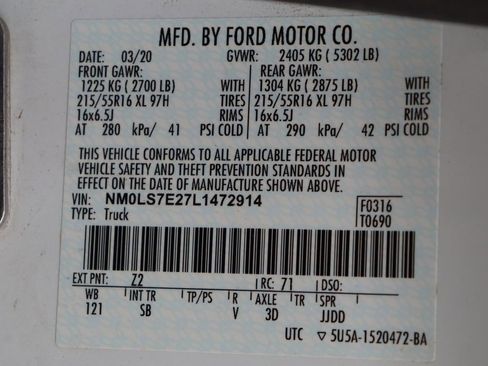 MFD. BY FORD MOTOR CO.
DATE: 03/20 GVWR: 2405 KG ( 5302 LB)
FRONT GAWR: REAR GAWR:
1225 KG ( 2700 LB) WITH 1304 KG ( 2875 LB) WITH
215/55R16 XL 97H TIRES 215/55R16 XL 97H TIRES
16x6.5J RIMS 16x6.5J RIMS
AT 280 kPa/ 41 PSI COLD AT 290 kPa/ 42 PSI COLD
THIS VEHICLE CONFORMS TO ALL APPLICABLE FEDERAL MOTOR
VEHICLE SAFETY AND THEFT PREVENTION STANDARDS IN
EFFECT ON THE DATE OF MANUFACTURE SHOWN ABOVE.
VIN: NM0LS7E27L1472914 F0316
TYPE: Truck T0690
EXT PNT: Z2 RC: 71 DSO:
WB INT TR TP/PS R AXLE TR SPR
121 SB V 3D JJDD
UTC ▽ 5U5A-1520472-BA